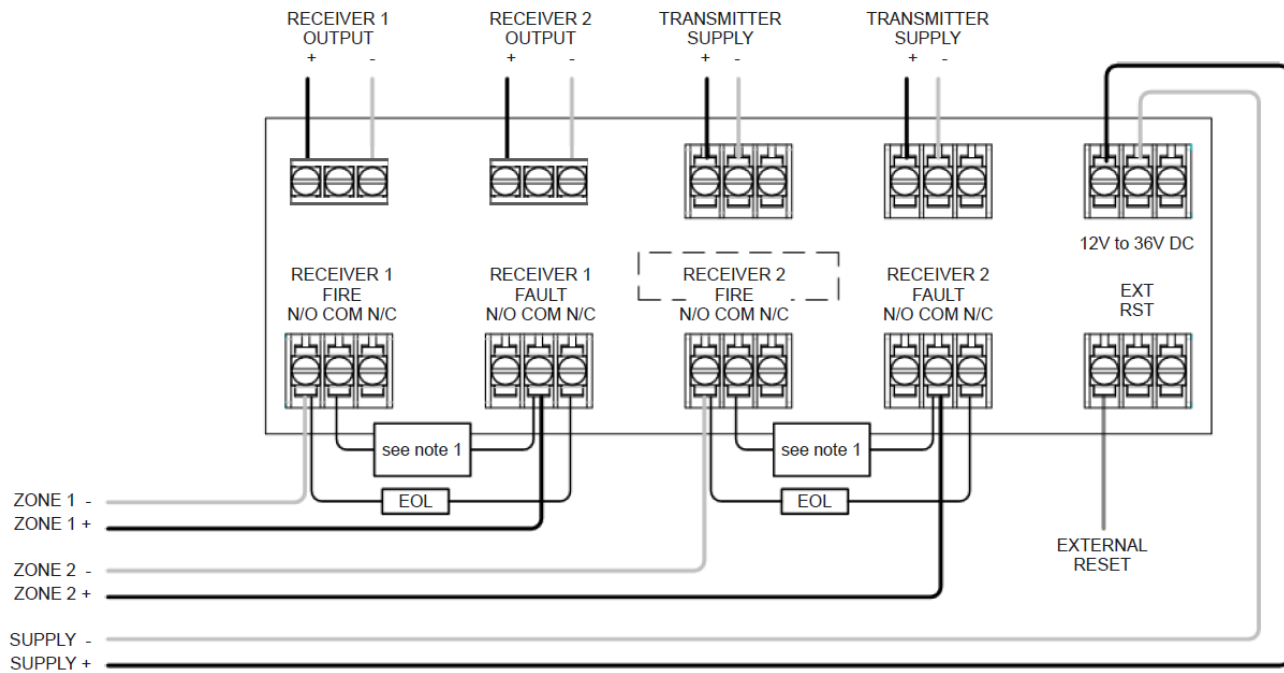 RECEIVER 1
OUTPUT
+ -
RECEIVER 2
OUTPUT
+ -
TRANSMITTER
SUPPLY
+ -
TRANSMITTER
SUPPLY
+ -
12V to 36V DC
RECEIVER 1
FIRE
N/O COM N/C
RECEIVER 1
FAULT
N/O COM N/C
RECEIVER 2
FIRE
N/O COM N/C
RECEIVER 2
FAULT
N/O COM N/C
EXT
RST
see note 1
see note 1
EOL
EOL
ZONE 1 -
ZONE 1 +
EXTERNAL
RESET
ZONE 2 -
ZONE 2 +
SUPPLY -
SUPPLY +